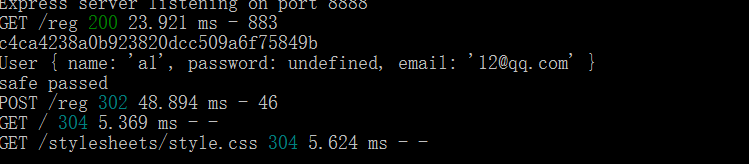 Express server listening on port 8888
GET /reg 200 23.921 ms - 883
c4ca4238a0b923820dcc509a6f75849b
User { name: 'a1', password: undefined, email: '12@qq.com' }
safe passed
POST /reg 302 48.894 ms - 46
GET / 304 5.369 ms - -
GET /stylesheets/style.css 304 5.624 ms - -